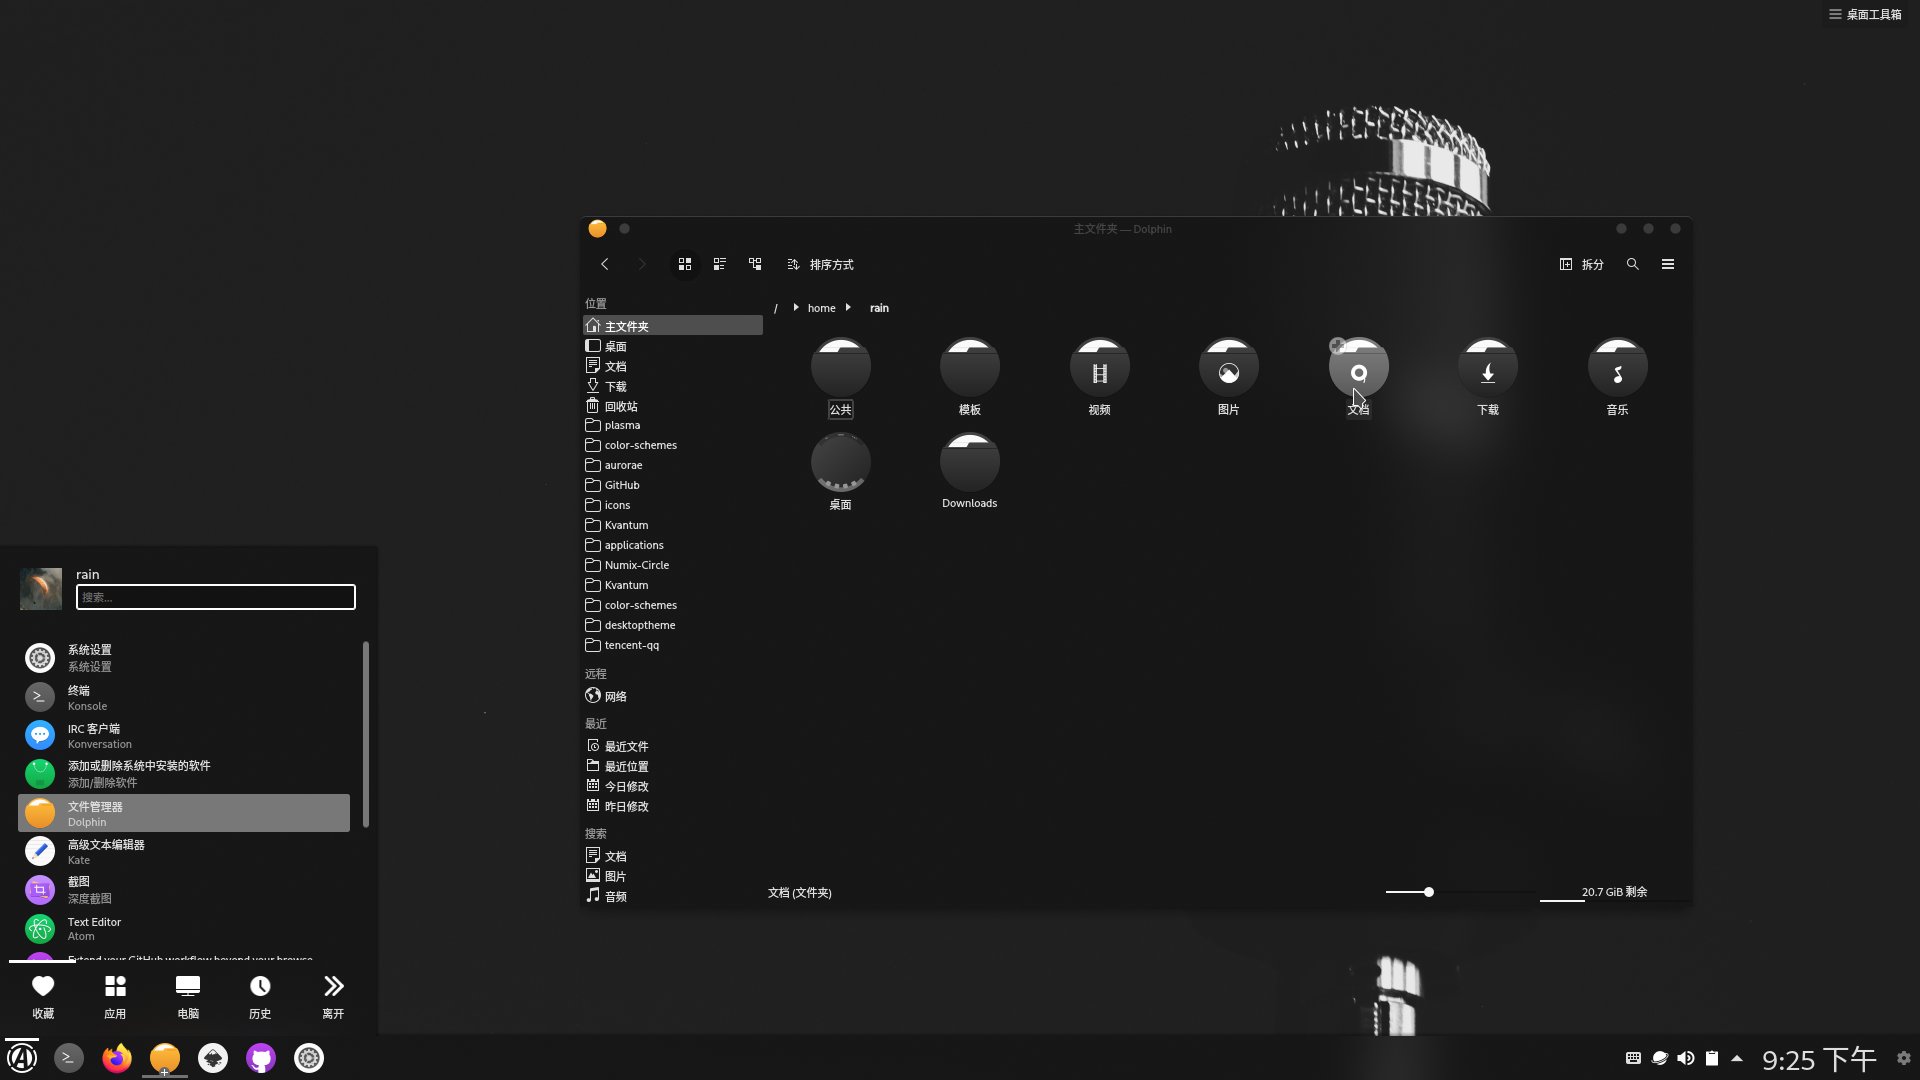 桌面工具箱
主文件夹 — Dolphin
排序方式
拆分
/ home rain
位置
主文件夹
桌面
文档
下载
回收站
plasma
color-schemes
aurorae
GitHub
icons
Kvantum
applications
Numix-Circle
Kvantum
color-schemes
desktoptheme
tencent-qq
远程
网络
最近
最近文件
最近位置
今日修改
昨日修改
搜索
文档
图片
音频
公共 模板 视频 图片 文档 下载 音乐
桌面 Downloads
文档 (文件夹)
20.7 GiB 剩余
rain
搜索...
系统设置
系统设置
终端
Konsole
IRC 客户端
Konversation
添加或删除系统中安装的软件
添加/删除软件
文件管理器
Dolphin
高级文本编辑器
Kate
截图
深度截图
Text Editor
Atom
Extend your GitHub workflow beyond your browse
收藏 应用 电脑 历史 离开
9:25 下午